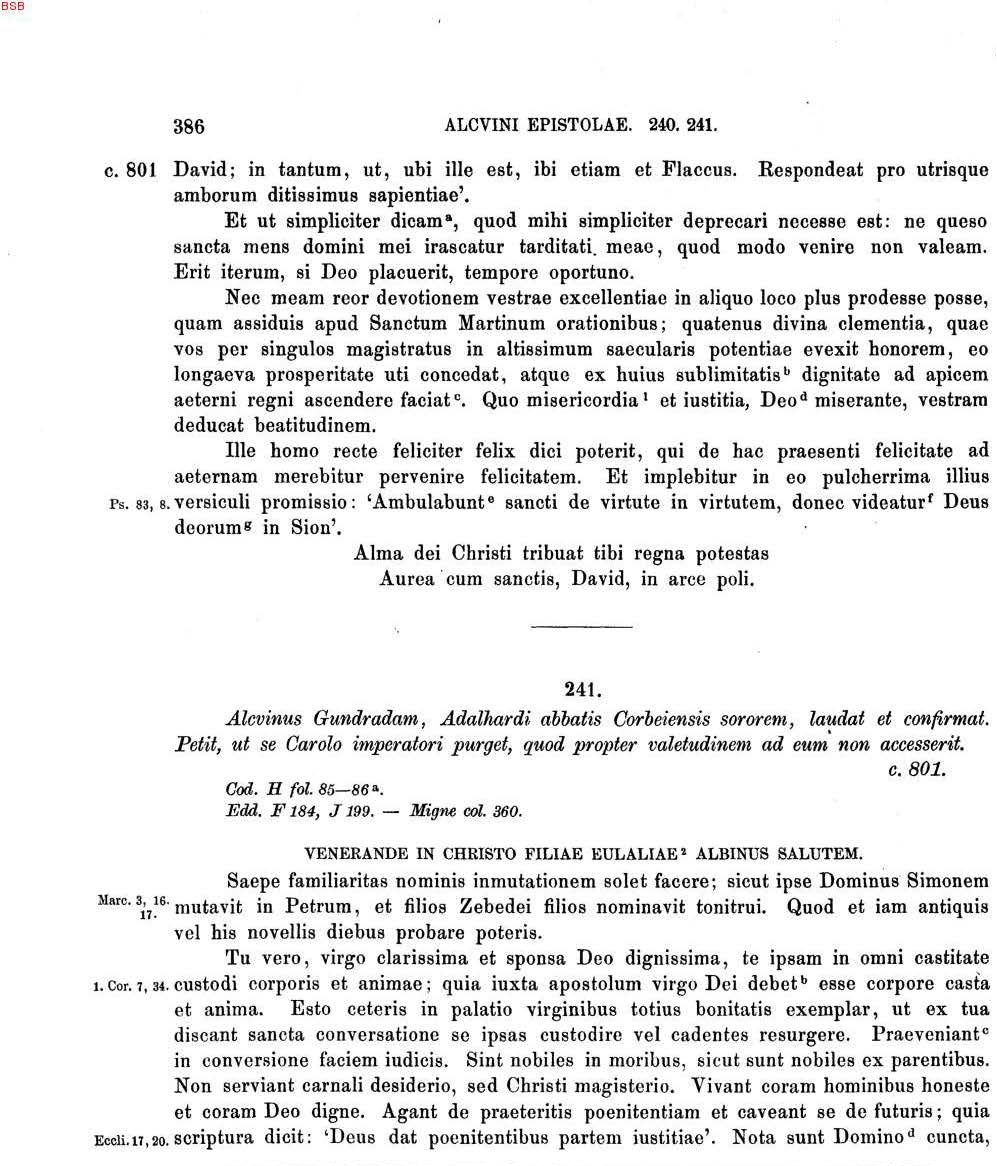 BSB
386 ALCVINI EPISTOLAE. 240. 241.
c. 801 David; in tantum, ut, ubi ille est, ibi etiam et Flaccus. Respondeat pro utrisque
amborum ditissimus sapientiae’.
Et ut simpliciter dicamᵃ, quod mihi simpliciter deprecari necesse est: ne queso
sancta mens domini mei irascatur tarditati meae, quod modo venire non valeam.
Erit iterum, si Deo placuerit, tempore oportuno.
Nec meam reor devotionem vestrae excellentiae in aliquo loco plus prodesse posse,
quam assiduis apud Sanctum Martinum orationibus; quatenus divina clementia, quae
vos per singulos magistratus in altissimum saecularis potentiae evexit honorem, eo
longaeva prosperitate uti concedat, atque ex huius sublimitatisᵇ dignitate ad apicem
aeterni regni ascendere faciatᶜ. Quo misericordia¹ et iustitia, Deoᵈ miserante, vestram
deducat beatitudinem.
Ille homo recte feliciter felix dici poterit, qui de hac praesenti felicitate ad
aeternam merebitur pervenire felicitatem. Et implebitur in eo pulcherrima illius
Ps. 83, 8. versiculi promissio: ‘Ambulabuntᵉ sancti de virtute in virtutem, donec videaturᶠ Deus
deorumᵍ in Sion’.
Alma dei Christi tribuat tibi regna potestas
Aurea cum sanctis, David, in arce poli.
241.
Alcvinus Gundradam, Adalhardi abbatis Corbeiensis sororem, laudat et confirmat.
Petit, ut se Carolo imperatori purget, quod propter valetudinem ad eum non accesserit.
c. 801.
Cod. H fol. 85—86ᵃ.
Edd. F 184, J 199. — Migne col. 360.
VENERANDE IN CHRISTO FILIAE EULALIAE² ALBINUS SALUTEM.
Saepe familiaritas nominis inmutationem solet facere; sicut ipse Dominus Simonem
Marc. 3, 16. 17. mutavit in Petrum, et filios Zebedei filios nominavit tonitrui. Quod et iam antiquis
vel his novellis diebus probare poteris.
Tu vero, virgo clarissima et sponsa Deo dignissima, te ipsam in omni castitate
1. Cor. 7, 34. custodi corporis et animae; quia iuxta apostolum virgo Dei debetᵇ esse corpore casta
et anima. Esto ceteris in palatio virginibus totius bonitatis exemplar, ut ex tua
discant sancta conversatione se ipsas custodire vel cadentes resurgere. Praeveniantᶜ
in conversione faciem iudicis. Sint nobiles in moribus, sicut sunt nobiles ex parentibus.
Non serviant carnali desiderio, sed Christi magisterio. Vivant coram hominibus honeste
et coram Deo digne. Agant de praeteritis poenitentiam et caveant se de futuris; quia
Eccli. 17, 20. scriptura dicit: ‘Deus dat poenitentibus partem iustitiae’. Nota sunt Dominoᵈ cuncta,